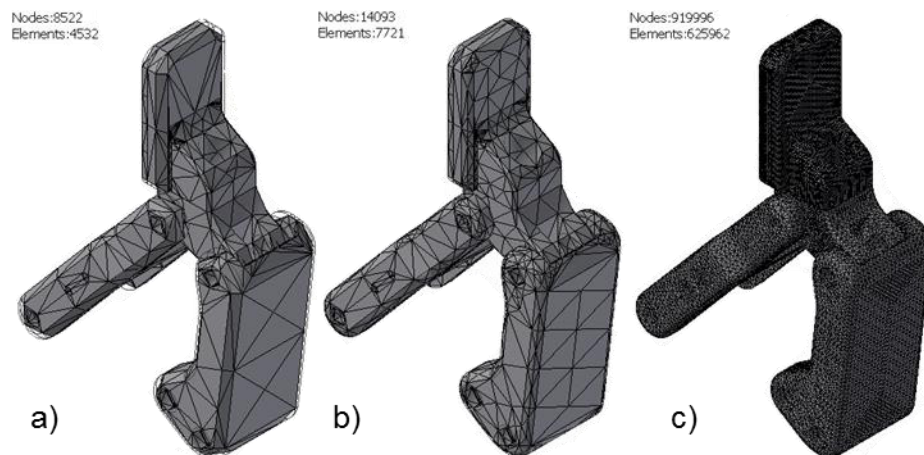 Nodes:8522
Elements:4532
Nodes:14093
Elements:7721
Nodes:919996
Elements:625962
a)
b)
c)